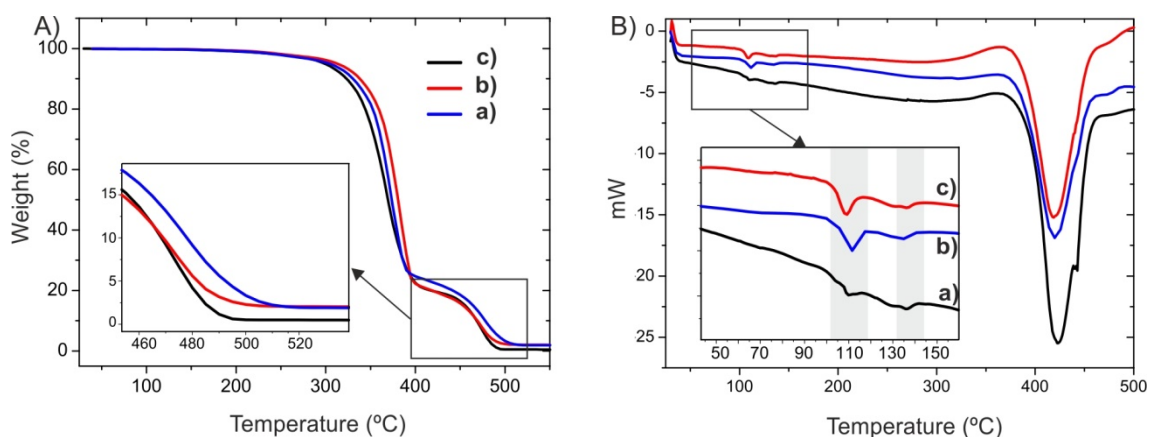 A)
100
80
60
40
20
0
Weight (%)
c)
b)
a)
15
10
5
0
460 480 500 520
100 200 300 400 500
Temperature (ºC)
B)
0
-5
-10
-15
-20
-25
mW
c)
b)
a)
50 70 90 110 130 150
100 200 300 400 500
Temperature (ºC)